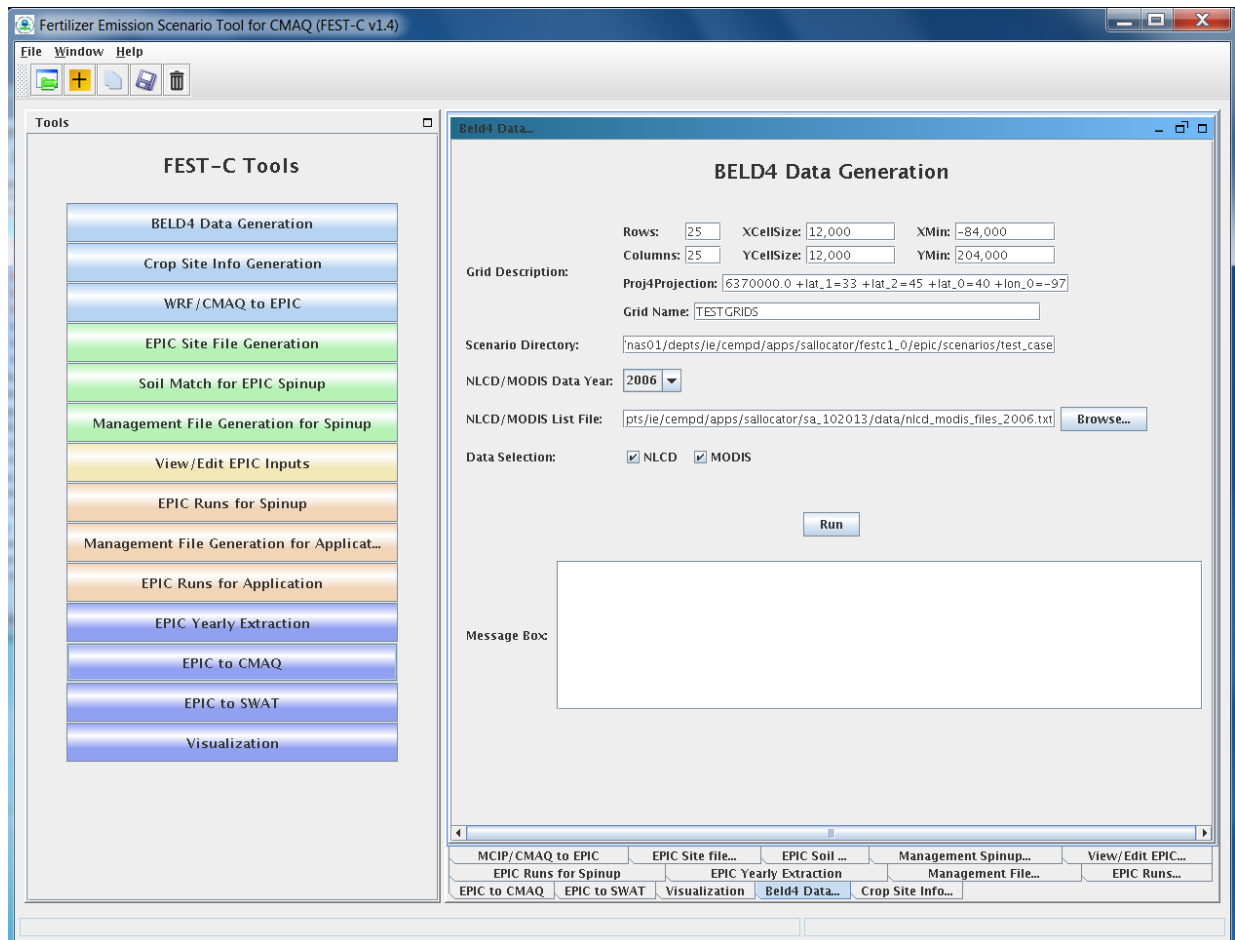 Fertilizer Emission Scenario Tool for CMAQ (FEST-C v1.4)
File Window Help
Tools
FEST-C Tools
BELD4 Data Generation
Crop Site Info Generation
WRF/CMAQ to EPIC
EPIC Site File Generation
Soil Match for EPIC Spinup
Management File Generation for Spinup
View/Edit EPIC Inputs
EPIC Runs for Spinup
Management File Generation for Applicat...
EPIC Runs for Application
EPIC Yearly Extraction
EPIC to CMAQ
EPIC to SWAT
Visualization
Beld4 Data...
BELD4 Data Generation
Grid Description:
Rows: 25 XCellSize: 12,000 XMin: -84,000
Columns: 25 YCellSize: 12,000 YMin: 204,000
Proj4Projection: 6370000.0 +lat_1=33 +lat_2=45 +lat_0=40 +lon_0=-97
Grid Name: TESTGRIDS
Scenario Directory: 'nas01/depts/ie/cempd/apps/sallocator/festc1_0/epic/scenarios/test_case
NLCD/MODIS Data Year: 2006
NLCD/MODIS List File: pts/ie/cempd/apps/sallocator/sa_102013/data/nlcd_modis_files_2006.txt Browse...
Data Selection: NLCD MODIS
Run
Message Box:
MCIP/CMAQ to EPIC EPIC Site file... EPIC Soil ... Management Spinup... View/Edit EPIC...
EPIC Runs for Spinup EPIC Yearly Extraction Management File... EPIC Runs...
EPIC to CMAQ EPIC to SWAT Visualization Beld4 Data... Crop Site Info...